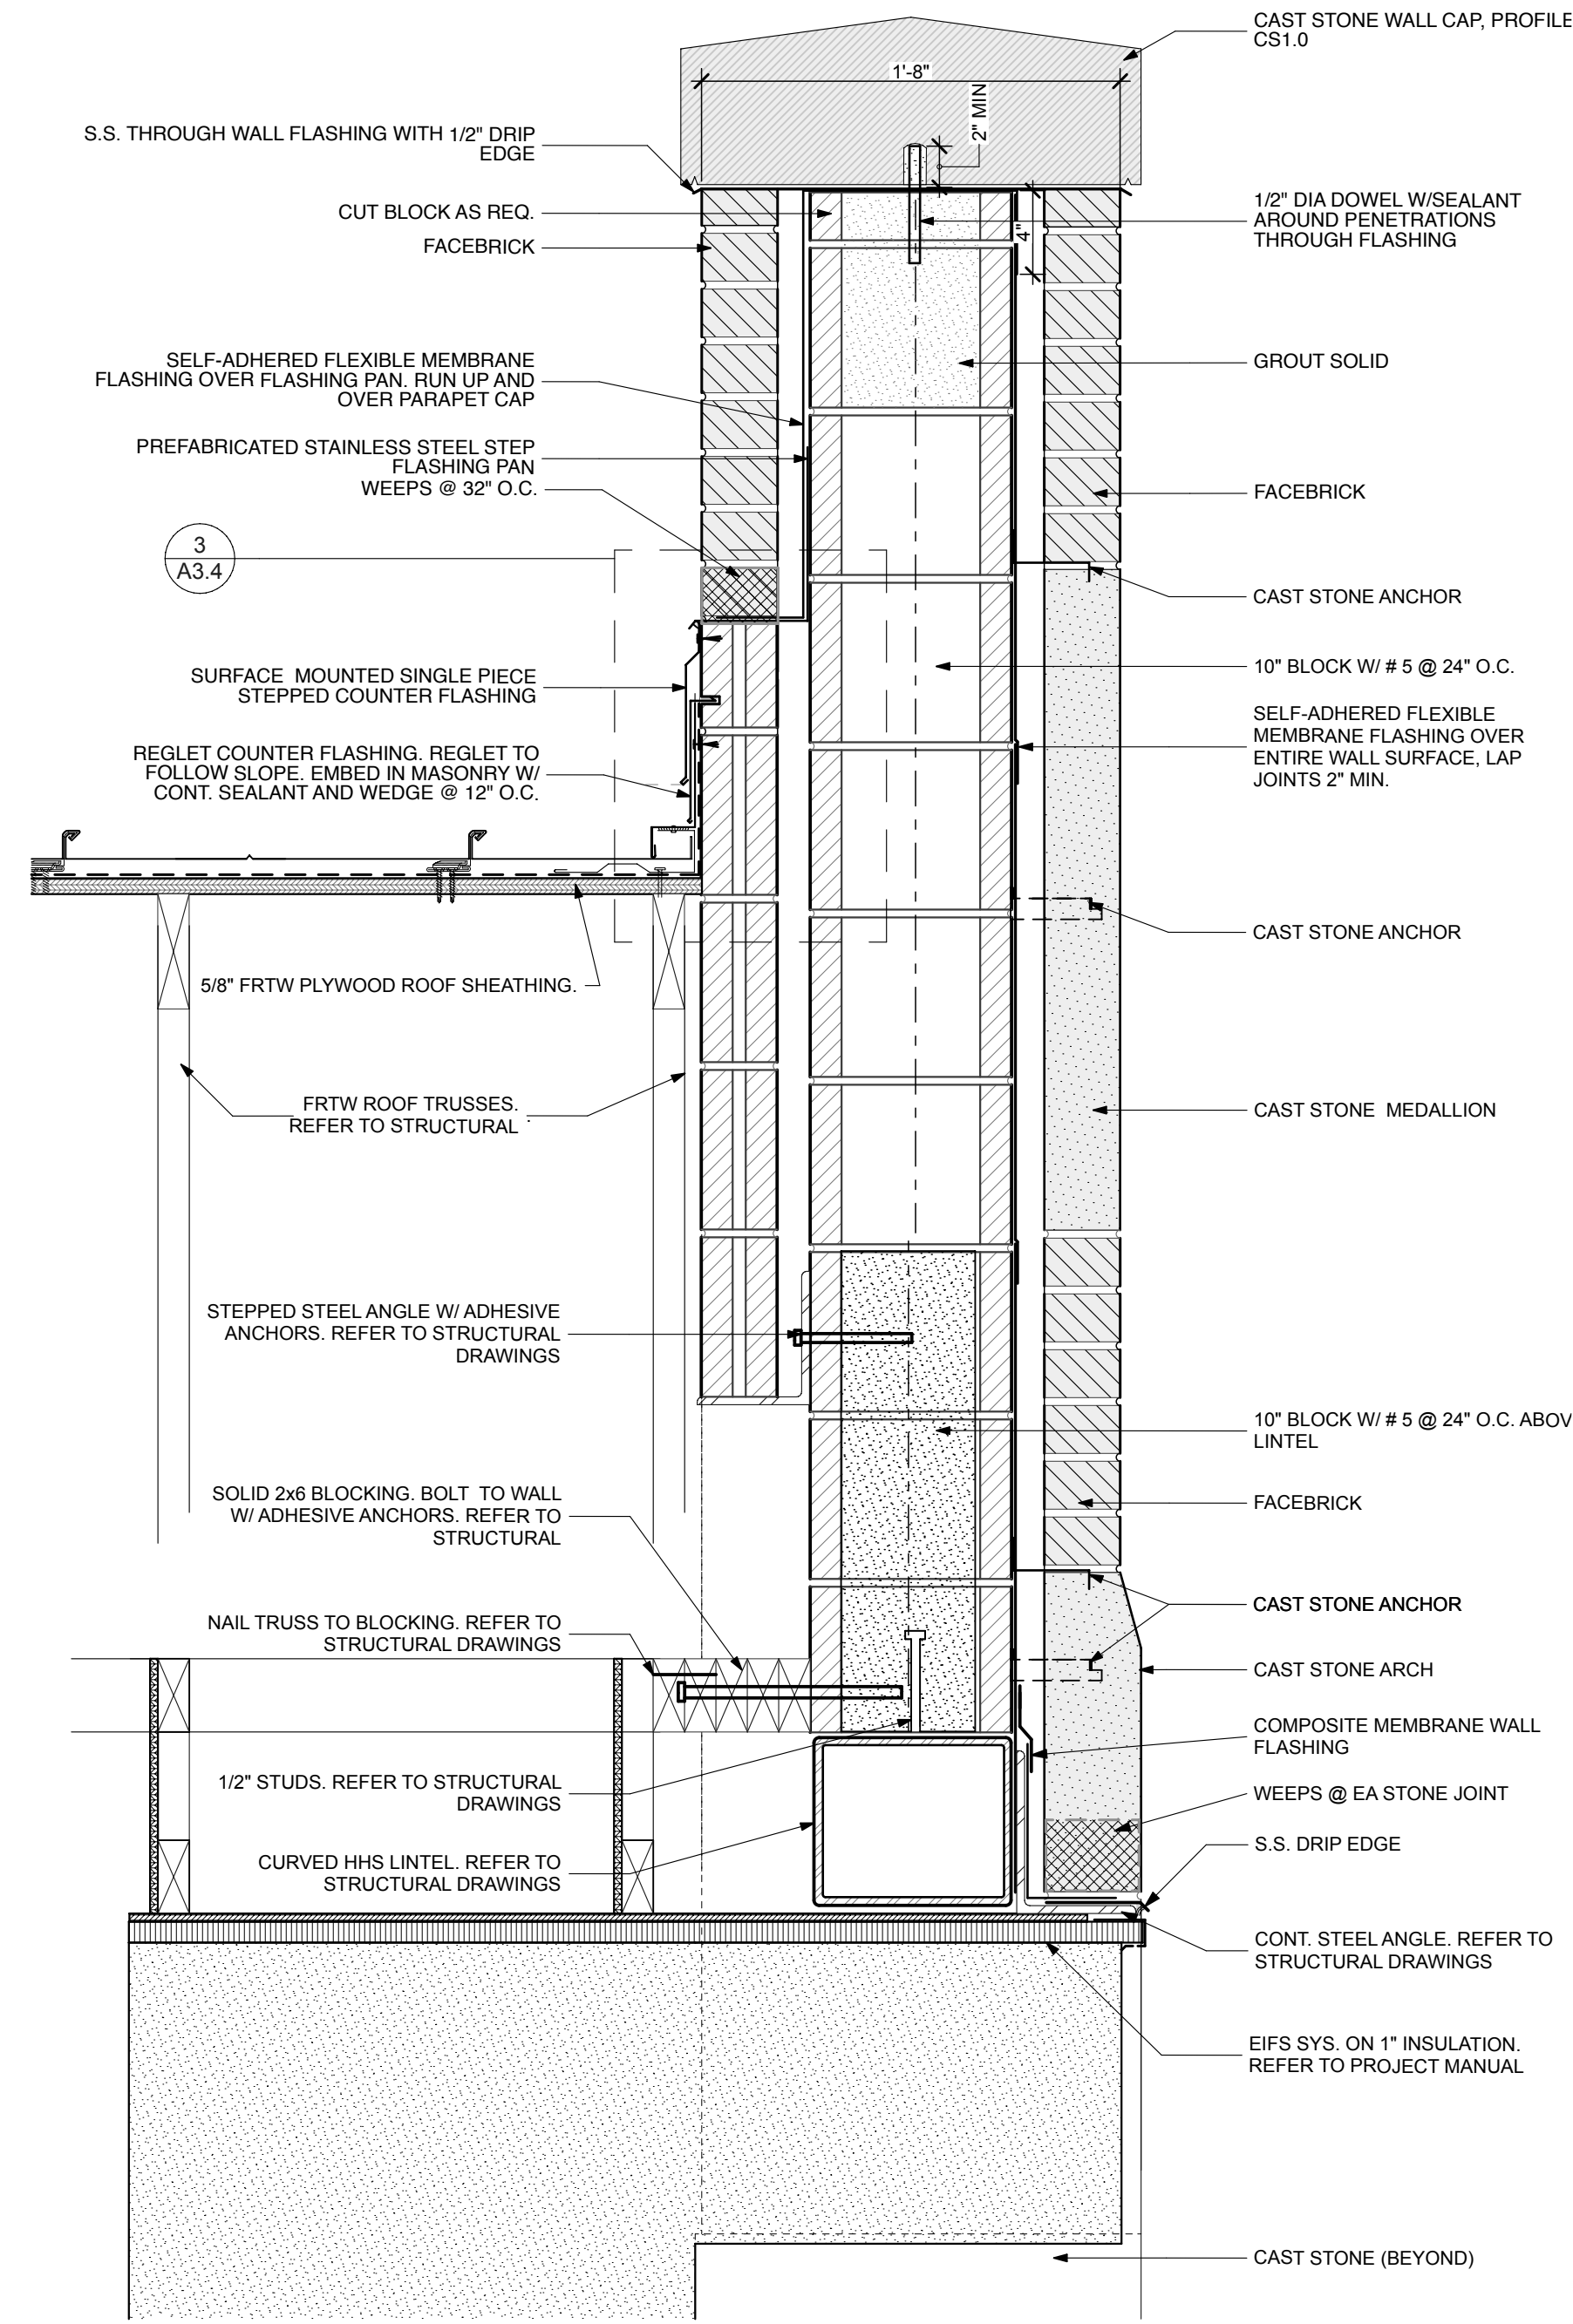 CAST STONE WALL CAP, PROFILE
CS1.0
1'-8"
2" MIN
S.S. THROUGH WALL FLASHING WITH 1/2" DRIP
EDGE
CUT BLOCK AS REQ.
FACEBRICK
1/2" DIA DOWEL W/SEALANT
AROUND PENETRATIONS
THROUGH FLASHING
4"
SELF-ADHERED FLEXIBLE MEMBRANE
FLASHING OVER FLASHING PAN. RUN UP AND
OVER PARAPET CAP
GROUT SOLID
PREFABRICATED STAINLESS STEEL STEP
FLASHING PAN
WEEPS @ 32" O.C.
FACEBRICK
3
A3.4
CAST STONE ANCHOR
SURFACE MOUNTED SINGLE PIECE
STEPPED COUNTER FLASHING
10" BLOCK W/ # 5 @ 24" O.C.
REGLET COUNTER FLASHING. REGLET TO
FOLLOW SLOPE. EMBED IN MASONRY W/
CONT. SEALANT AND WEDGE @ 12" O.C.
SELF-ADHERED FLEXIBLE
MEMBRANE FLASHING OVER
ENTIRE WALL SURFACE, LAP
JOINTS 2" MIN.
CAST STONE ANCHOR
5/8" FRTW PLYWOOD ROOF SHEATHING.
FRTW ROOF TRUSSES.
REFER TO STRUCTURAL
CAST STONE MEDALLION
STEPPED STEEL ANGLE W/ ADHESIVE
ANCHORS. REFER TO STRUCTURAL
DRAWINGS
10" BLOCK W/ # 5 @ 24" O.C. ABOV
LINTEL
SOLID 2x6 BLOCKING. BOLT TO WALL
W/ ADHESIVE ANCHORS. REFER TO
STRUCTURAL
FACEBRICK
NAIL TRUSS TO BLOCKING. REFER TO
STRUCTURAL DRAWINGS
CAST STONE ANCHOR
CAST STONE ARCH
COMPOSITE MEMBRANE WALL
FLASHING
1/2" STUDS. REFER TO STRUCTURAL
DRAWINGS
WEEPS @ EA STONE JOINT
S.S. DRIP EDGE
CURVED HHS LINTEL. REFER TO
STRUCTURAL DRAWINGS
CONT. STEEL ANGLE. REFER TO
STRUCTURAL DRAWINGS
EIFS SYS. ON 1" INSULATION.
REFER TO PROJECT MANUAL
CAST STONE (BEYOND)